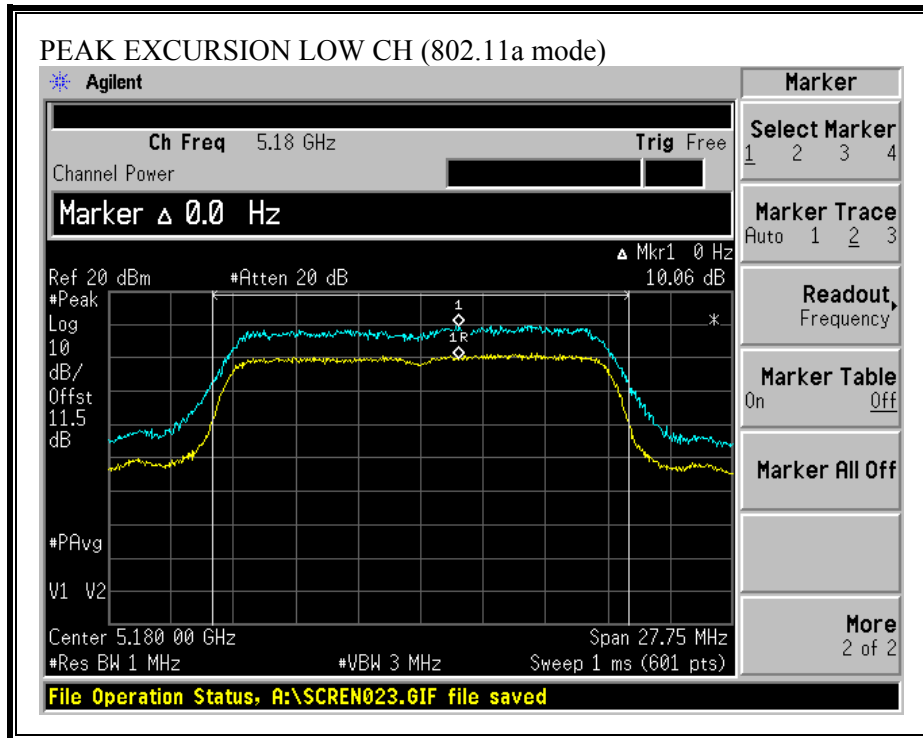 PEAK EXCURSION LOW CH (802.11a mode)
Agilent
Marker
Ch Freq 5.18 GHz
Trig Free
Channel Power
Marker Δ 0.0 Hz
Δ Mkr1 0 Hz
Ref 20 dBm
#Atten 20 dB
10.06 dB
#Peak
Log
10
dB/
Offst
11.5
dB
1
1R
*
#PAvg
V1 V2
Center 5.180 00 GHz
Span 27.75 MHz
#Res BW 1 MHz
#VBW 3 MHz
Sweep 1 ms (601 pts)
File Operation Status, A:\SCREN023.GIF file saved
Select Marker
1 2 3 4
Marker Trace
Auto 1 2 3
Readout
Frequency
Marker Table
On Off
Marker All Off
More
2 of 2